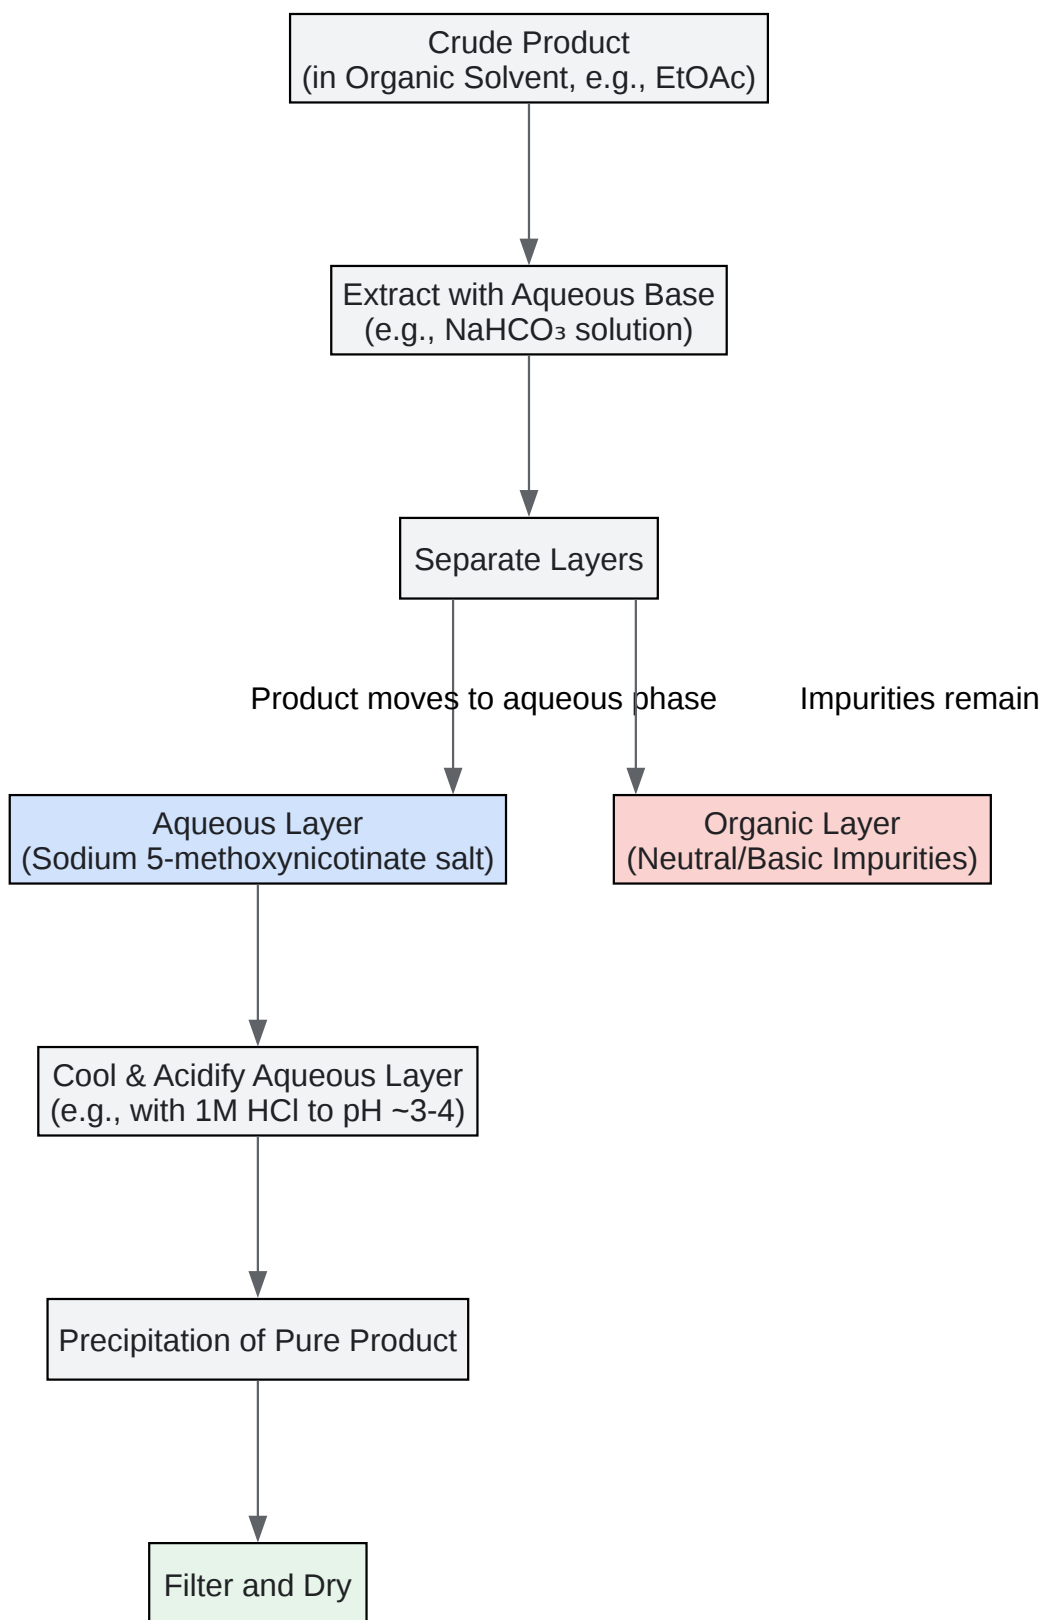 Crude Product
(in Organic Solvent, e.g., EtOAc)
Extract with Aqueous Base
(e.g., NaHCO₃ solution)
Separate Layers
Product moves to aqueous phase
Impurities remain
Aqueous Layer
(Sodium 5-methoxynicotinate salt)
Organic Layer
(Neutral/Basic Impurities)
Cool & Acidify Aqueous Layer
(e.g., with 1M HCl to pH ~3-4)
Precipitation of Pure Product
Filter and Dry